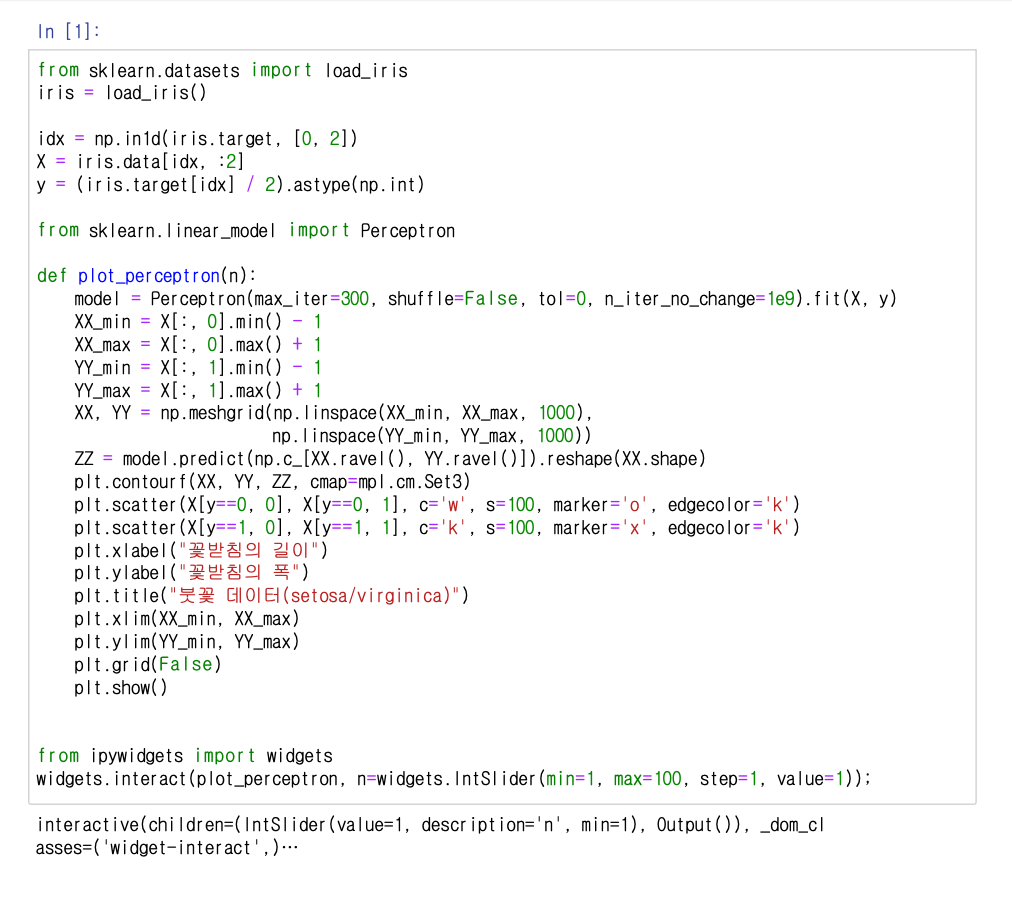 In [1]:
from sklearn.datasets import load_iris
iris = load_iris()
idx = np.in1d(iris.target, [0, 2])
X = iris.data[idx, :2]
y = (iris.target[idx] / 2).astype(np.int)
from sklearn.linear_model import Perceptron
def plot_perceptron(n):
    model = Perceptron(max_iter=300, shuffle=False, tol=0, n_iter_no_change=1e9).fit(X, y)
    XX_min = X[:, 0].min() - 1
    XX_max = X[:, 0].max() + 1
    YY_min = X[:, 1].min() - 1
    YY_max = X[:, 1].max() + 1
    XX, YY = np.meshgrid(np.linspace(XX_min, XX_max, 1000),
                         np.linspace(YY_min, YY_max, 1000))
    ZZ = model.predict(np.c_[XX.ravel(), YY.ravel()]).reshape(XX.shape)
    plt.contourf(XX, YY, ZZ, cmap=mpl.cm.Set3)
    plt.scatter(X[y==0, 0], X[y==0, 1], c='w', s=100, marker='o', edgecolor='k')
    plt.scatter(X[y==1, 0], X[y==1, 1], c='k', s=100, marker='x', edgecolor='k')
    plt.xlabel("꽃받침의 길이")
    plt.ylabel("꽃받침의 폭")
    plt.title("붓꽃 데이터(setosa/virginica)")
    plt.xlim(XX_min, XX_max)
    plt.ylim(YY_min, YY_max)
    plt.grid(False)
    plt.show()
from ipywidgets import widgets
widgets.interact(plot_perceptron, n=widgets.IntSlider(min=1, max=100, step=1, value=1));
interactive(children=(IntSlider(value=1, description='n', min=1), Output()), _dom_cl
asses=('widget-interact',)…